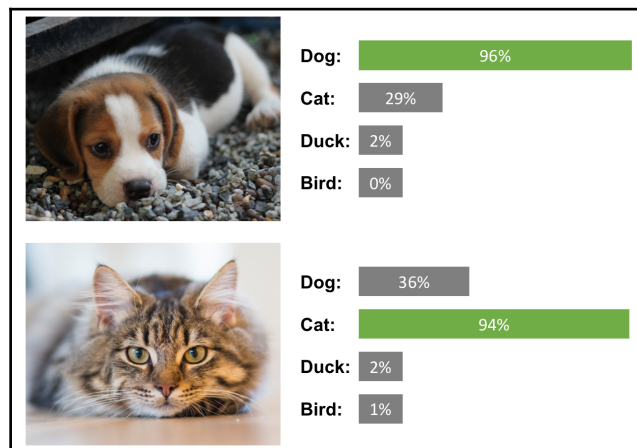 Dog: 96%
Cat: 29%
Duck: 2%
Bird: 0%
Dog: 36%
Cat: 94%
Duck: 2%
Bird: 1%